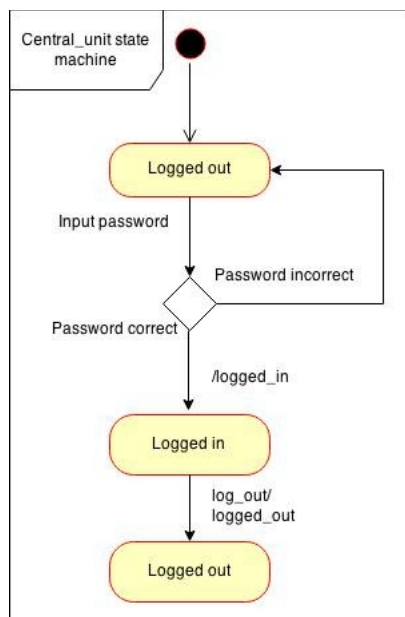 Central_unit state
machine
Logged out
Input password
Password incorrect
Password correct
/logged_in
Logged in
log_out/
logged_out
Logged out